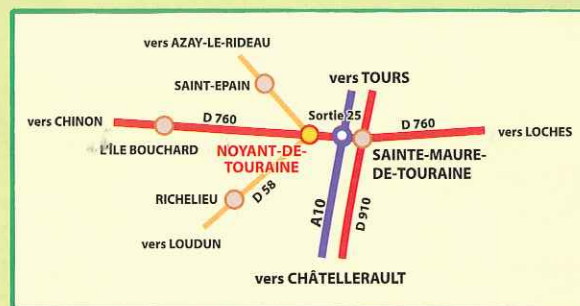 vers AZAY-LE-RIDEAU
SAINT-EPAIN
vers TOURS
Sortie 25
vers CHINON
D 760
D 760
vers LOCHES
L'ÎLE BOUCHARD
NOYANT-DE-
TOURAINE
SAINTE-MAURE-
DE-TOURAINE
RICHELIEU
D 58
A10
D 910
vers LOUDUN
vers CHÂTELLERAULT